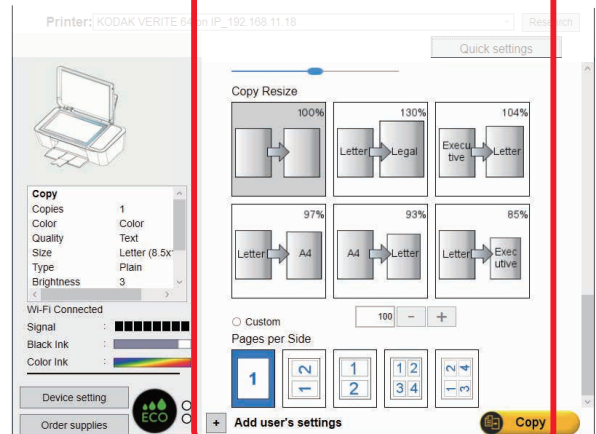 Printer: KODAK VERITE 64 on IP_192.168.11.18
Research
Quick settings
Copy Resize
100%
130%
Letter
Legal
104%
Execu
tive
Letter
97%
Letter
A4
93%
A4
Letter
85%
Letter
Exec
utive
Custom
100
-
+
Pages per Side
1
1 2
1
2
1 2
3 4
1 2
3 4
Copy
Copies 1
Color Color
Quality Text
Size Letter (8.5x
Type Plain
Brightness 3
Wi-Fi Connected
Signal :
Black Ink :
Color Ink :
Device setting
Order supplies
ECO
+ Add user's settings
Copy